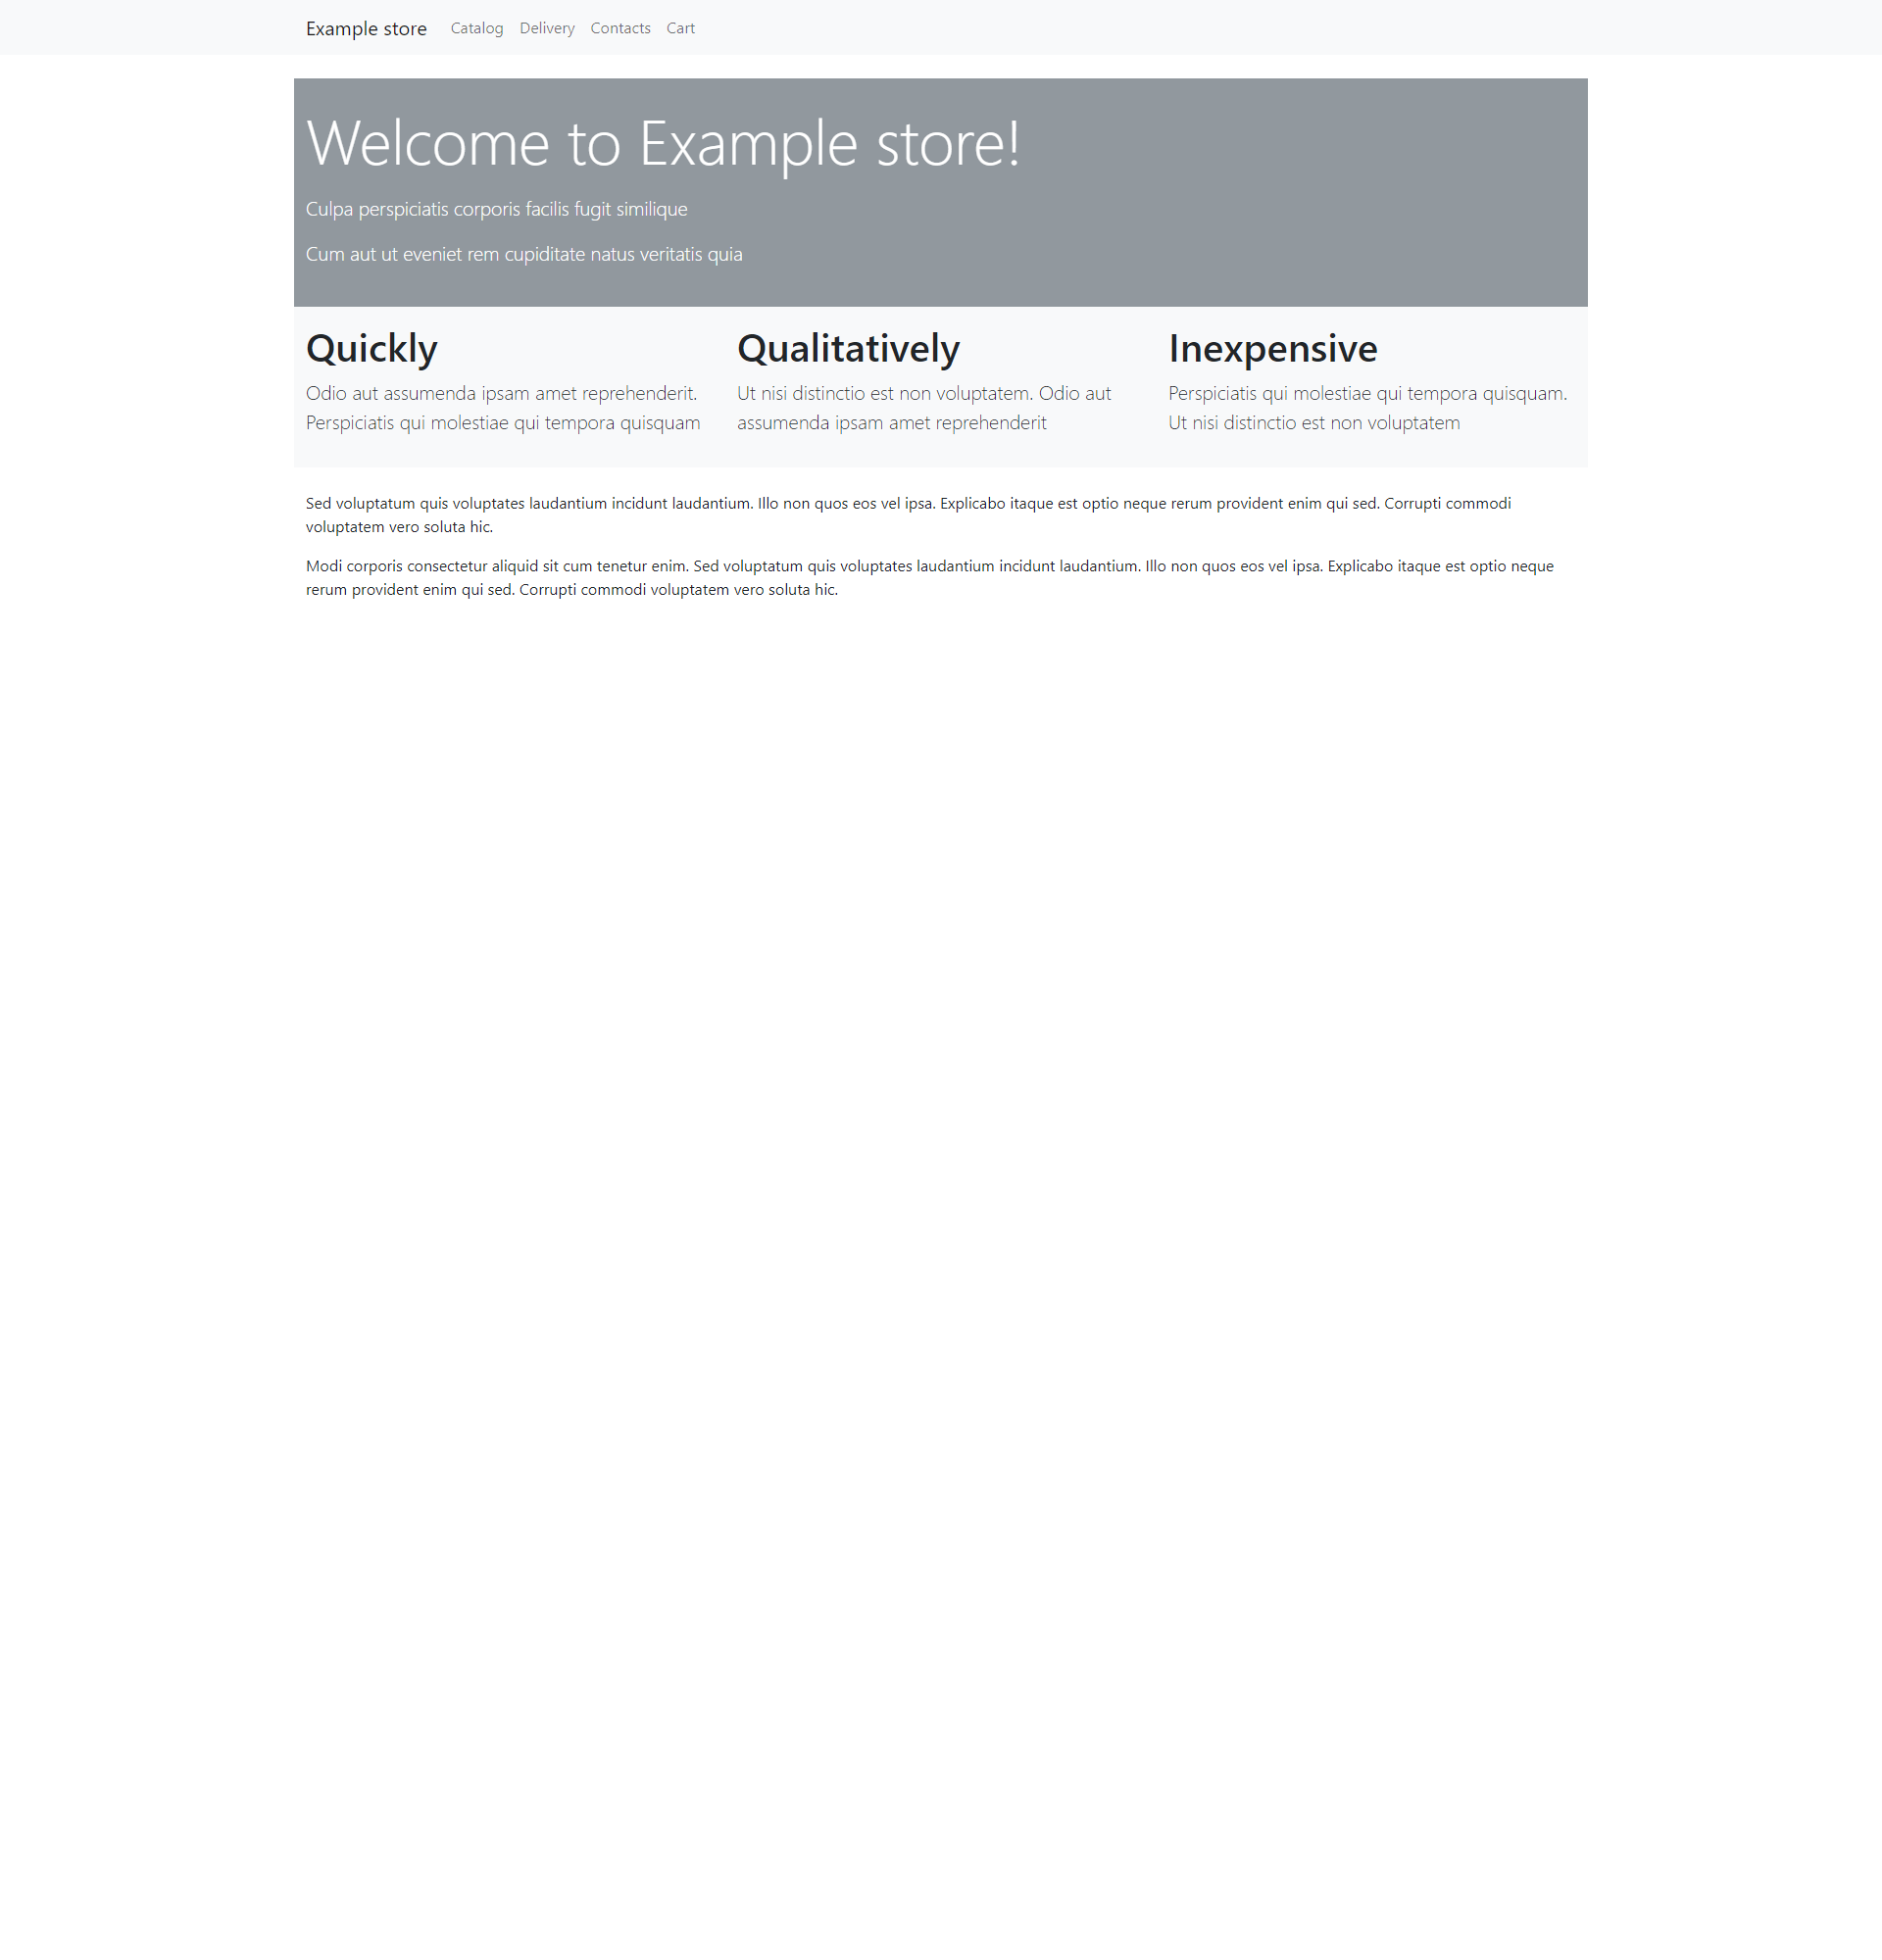 Example store Catalog Delivery Contacts Cart
Welcome to Example store!
Culpa perspiciatis corporis facilis fugit similique
Cum aut ut eveniet rem cupiditate natus veritatis quia
Quickly
Odio aut assumenda ipsam amet reprehenderit.
Perspiciatis qui molestiae qui tempora quisquam
Qualitatively
Ut nisi distinctio est non voluptatem. Odio aut
assumenda ipsam amet reprehenderit
Inexpensive
Perspiciatis qui molestiae qui tempora quisquam.
Ut nisi distinctio est non voluptatem
Sed voluptatum quis voluptates laudantium incidunt laudantium. Illo non quos eos vel ipsa. Explicabo itaque est optio neque rerum provident enim qui sed. Corrupti commodi
voluptatem vero soluta hic.
Modi corporis consectetur aliquid sit cum tenetur enim. Sed voluptatum quis voluptates laudantium incidunt laudantium. Illo non quos eos vel ipsa. Explicabo itaque est optio neque
rerum provident enim qui sed. Corrupti commodi voluptatem vero soluta hic.